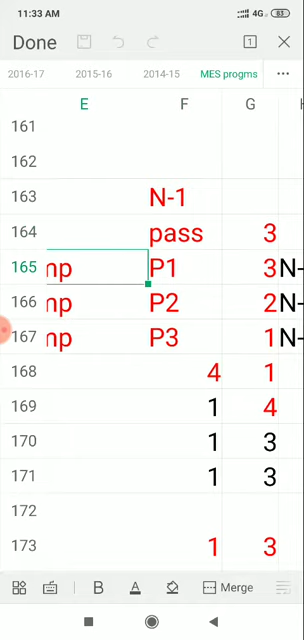 11:33 AM 4G 83
Done 1
2016-17 2015-16 2014-15 MES progms
E F G
161
162
163 N-1
164 pass 3
165 np P1 3 N-
166 np P2 2 N-
167 np P3 1 N-
168 4 1
169 1 4
170 1 3
171 1 3
172
173 1 3
B A Merge